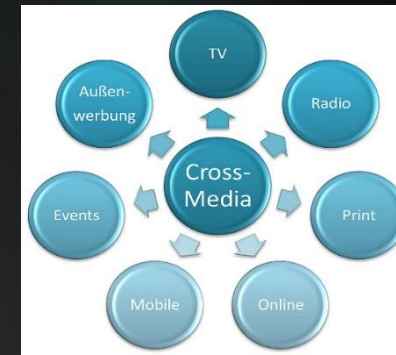 TV
Außen-
werbung
Radio
Cross-
Media
Events
Print
Mobile
Online